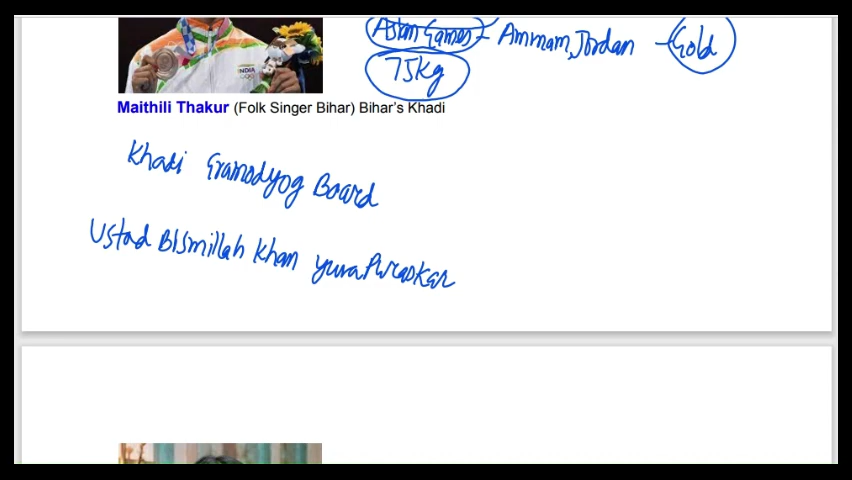 Asian Games - Ammam, Jordan - Gold
75kg
INDIA
Maithili Thakur (Folk Singer Bihar) Bihar's Khadi
Khadi Gramodyog Board
Ustad Bismillah Khan Yuva Puraskar